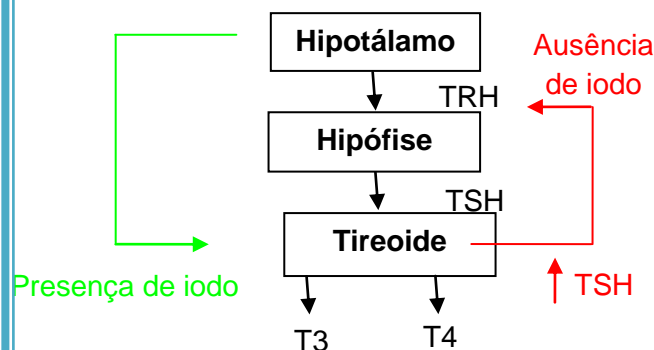 Hipotálamo
Ausência
de iodo
TRH
Hipófise
TSH
Tireoide
Presença de iodo
TSH
T3
T4